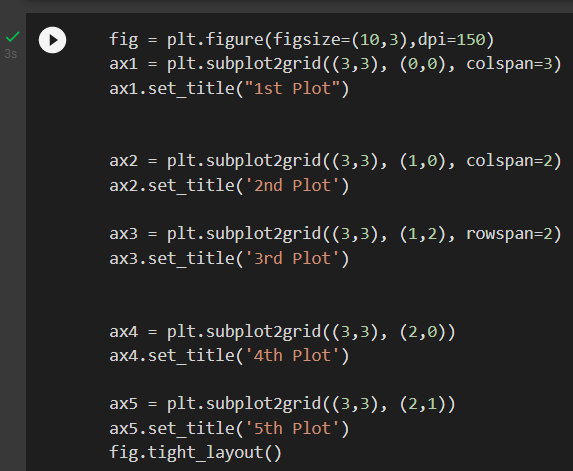 3s
fig = plt.figure(figsize=(10,3),dpi=150)
ax1 = plt.subplot2grid((3,3), (0,0), colspan=3)
ax1.set_title("1st Plot")
ax2 = plt.subplot2grid((3,3), (1,0), colspan=2)
ax2.set_title('2nd Plot')
ax3 = plt.subplot2grid((3,3), (1,2), rowspan=2)
ax3.set_title('3rd Plot')
ax4 = plt.subplot2grid((3,3), (2,0))
ax4.set_title('4th Plot')
ax5 = plt.subplot2grid((3,3), (2,1))
ax5.set_title('5th Plot')
fig.tight_layout()